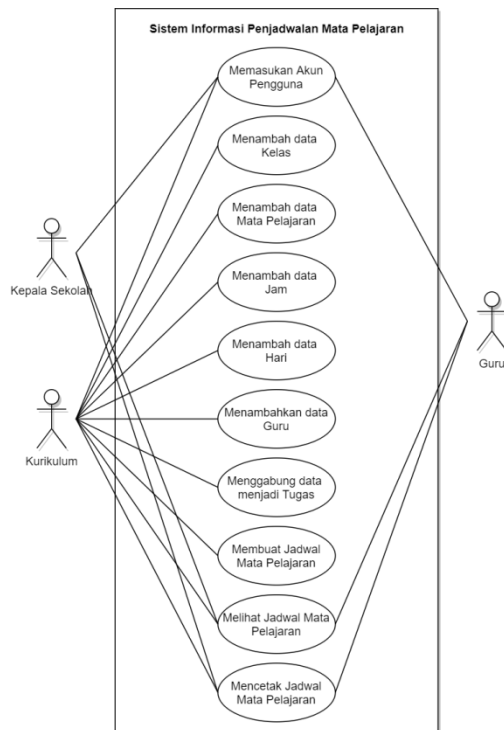 Sistem Informasi Penjadwalan Mata Pelajaran
Memasukan Akun
Pengguna
Menambah data
Kelas
Menambah data
Mata Pelajaran
Kepala Sekolah
Menambah data
Jam
Menambah data
Hari
Guru
Menambahkan data
Guru
Kurikulum
Menggabung data
menjadi Tugas
Membuat Jadwal
Mata Pelajaran
Melihat Jadwal Mata
Pelajaran
Mencetak Jadwal
Mata Pelajaran